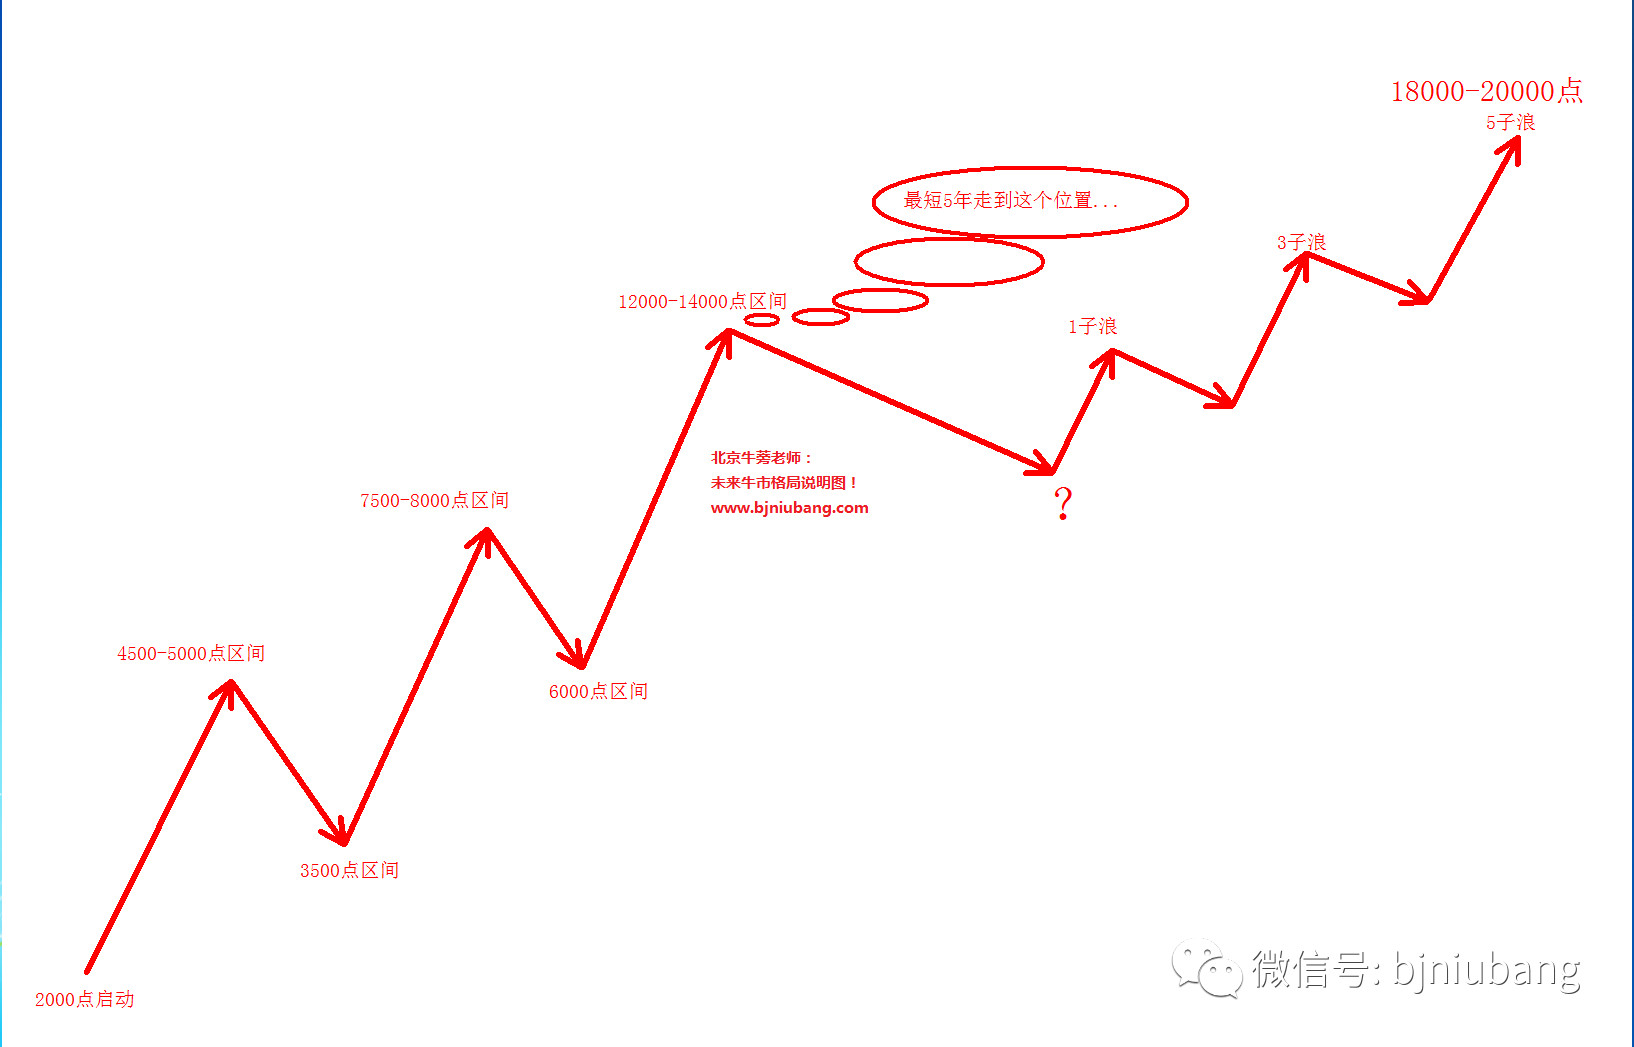 18000-20000点
5子浪
最短5年走到这个位置...
3子浪
12000-14000点区间
1子浪
北京牛蒡老师：
未来牛市格局说明图！
www.bjniubang.com
?
7500-8000点区间
4500-5000点区间
6000点区间
3500点区间
微信号: bjniubang
2000点启动